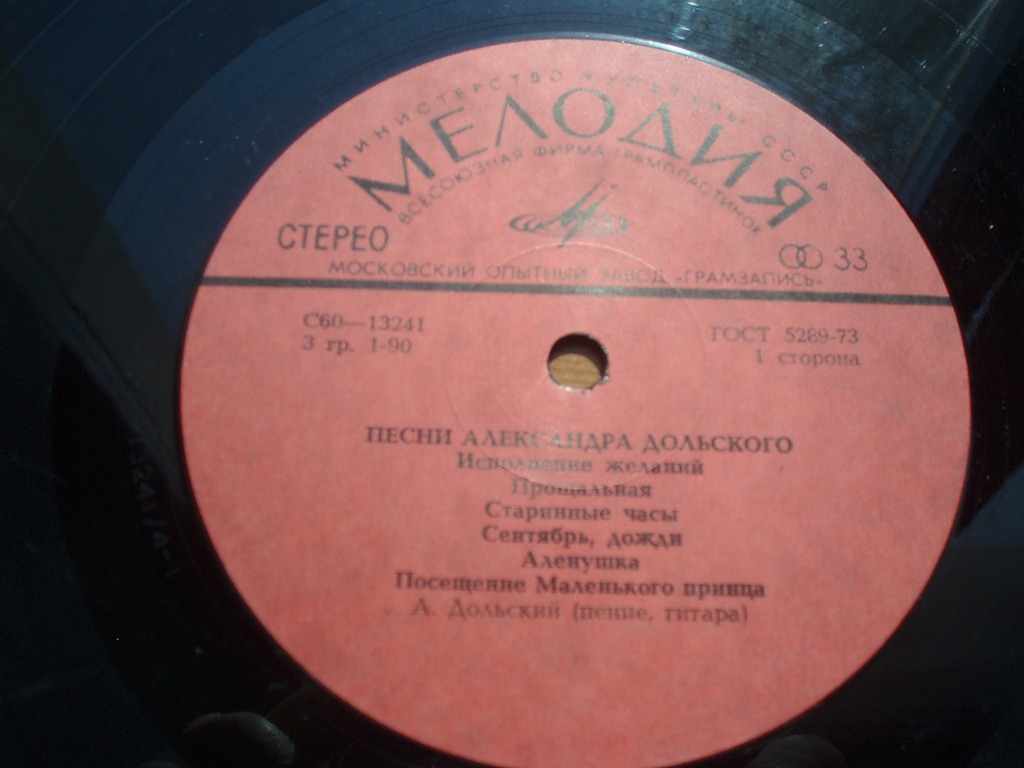 МИНИСТЕРСТВО КУЛЬТУРЫ СССР
МЕЛОДИЯ
ВСЕСОЮЗНАЯ ФИРМА ГРАМПЛАСТИНОК
СТЕРЕО
33
МОСКОВСКИЙ ОПЫТНЫЙ ЗАВОД «ГРАМЗАПИСЬ»
С60—13241
3 гр. 1-90
ГОСТ 5289-73
1 сторона
ПЕСНИ АЛЕКСАНДРА ДОЛЬСКОГО
Исполнение желаний
Прощальная
Старинные часы
Сентябрь, дожди
Аленушка
Посещение Маленького принца
А. Дольский (пение, гитара)